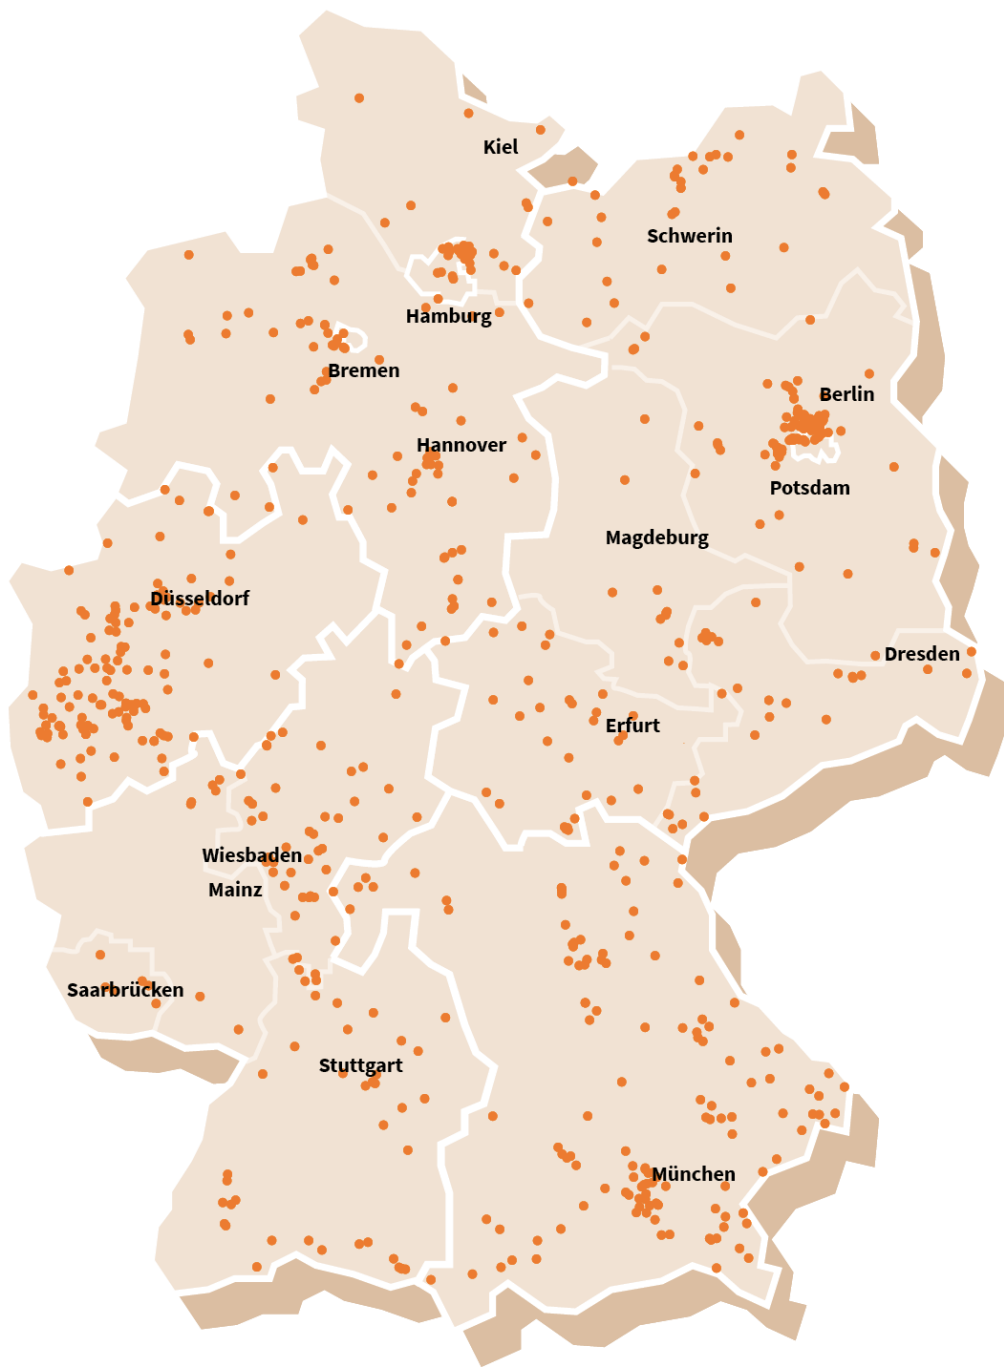 Kiel
Schwerin
Hamburg
Bremen
Berlin
Hannover
Potsdam
Magdeburg
Düsseldorf
Dresden
Erfurt
Wiesbaden
Mainz
Saarbrücken
Stuttgart
München